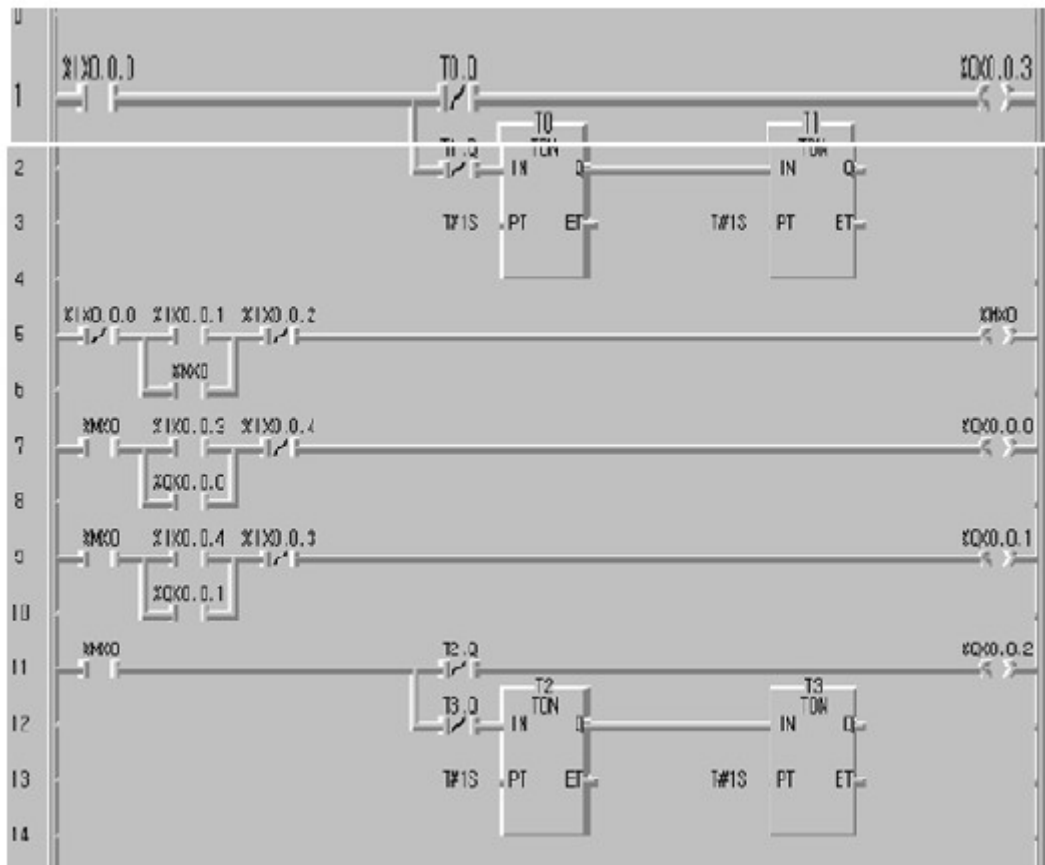 0
%IX0.0.0 T0.Q %QX0.0.3
1
T0 T1
TON TON
2 T1.Q IN Q IN Q
3 T#1S PT ET T#1S PT ET
4
%IX0.0.0 %IX0.0.1 %IX0.0.2 %MX0
5
%MX0
6
%MX0 %IX0.0.3 %IX0.0.4 %QX0.0.0
7
%QX0.0.0
8
%MX0 %IX0.0.4 %IX0.0.3 %QX0.0.1
9
%QX0.0.1
10
%MX0 T2.Q %QX0.0.2
11
T2 T3
T3.Q TON TON
12 IN Q IN Q
13 T#1S PT ET T#1S PT ET
14